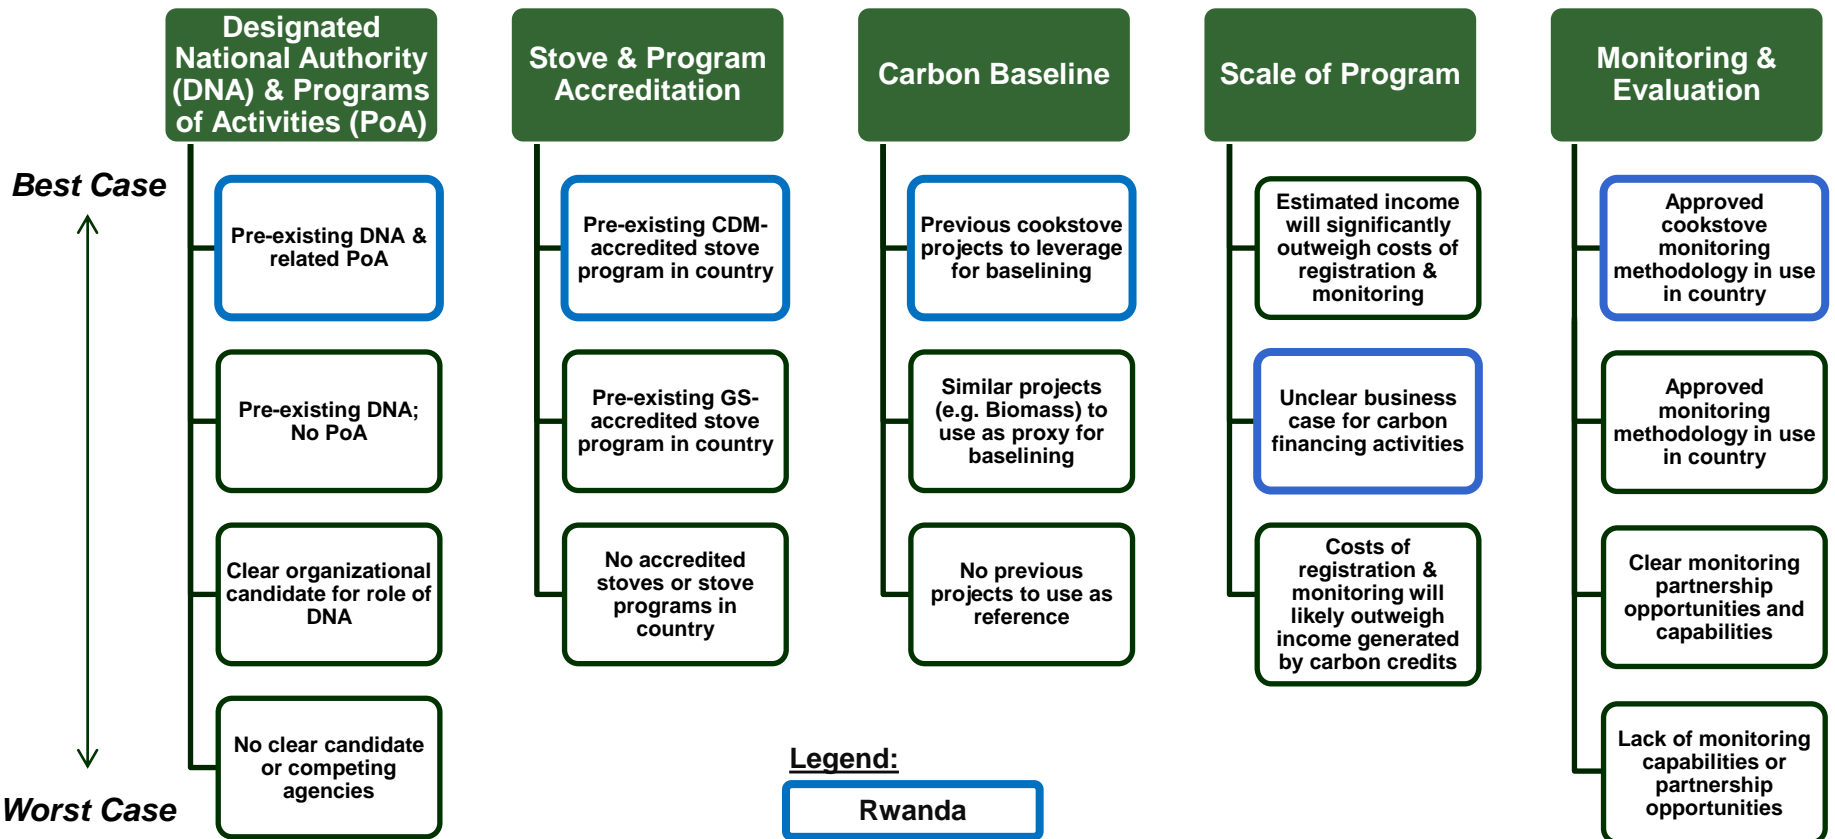 Designated
National Authority
(DNA) & Programs
of Activities (PoA)
Stove & Program
Accreditation
Carbon Baseline
Scale of Program
Monitoring &
Evaluation
Best Case
Pre-existing DNA &
related PoA
Pre-existing CDM-
accredited stove
program in country
Previous cookstove
projects to leverage
for baselining
Estimated income
will significantly
outweigh costs of
registration &
monitoring
Approved
cookstove
monitoring
methodology in use
in country
Pre-existing DNA;
No PoA
Pre-existing GS-
accredited stove
program in country
Similar projects
(e.g. Biomass) to
use as proxy for
baselining
Unclear business
case for carbon
financing activities
Approved
monitoring
methodology in use
in country
Clear organizational
candidate for role of
DNA
No accredited
stoves or stove
programs in
country
No previous
projects to use as
reference
Costs of
registration &
monitoring will
likely outweigh
income generated
by carbon credits
Clear monitoring
partnership
opportunities and
capabilities
No clear candidate
or competing
agencies
Lack of monitoring
capabilities or
partnership
opportunities
Worst Case
Legend:
Rwanda